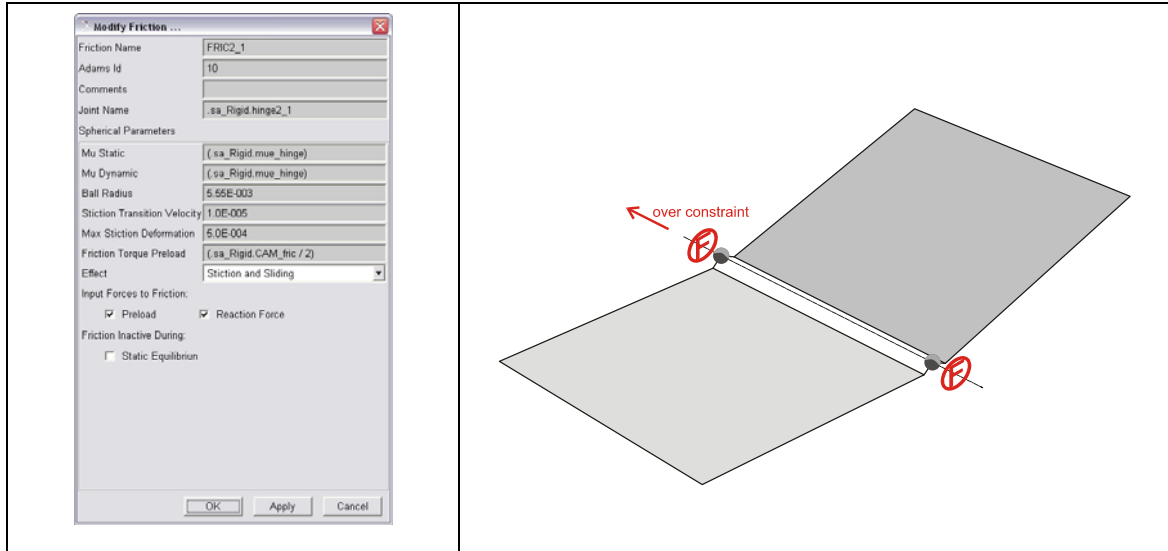 Modify Friction ...
Friction Name FRIC2_1
Adams Id 10
Comments
Joint Name .sa_Rigid.hinge2_1
Spherical Parameters
Mu Static (.sa_Rigid.mue_hinge)
Mu Dynamic (.sa_Rigid.mue_hinge)
Ball Radius 5.55E-003
Stiction Transition Velocity 1.0E-005
Max Stiction Deformation 5.0E-004
Friction Torque Preload (.sa_Rigid.CAM_fric / 2)
Effect Stiction and Sliding
Input Forces to Friction:
Preload Reaction Force
Friction Inactive During:
Static Equilibriun
OK Apply Cancel
over constraint
F
F